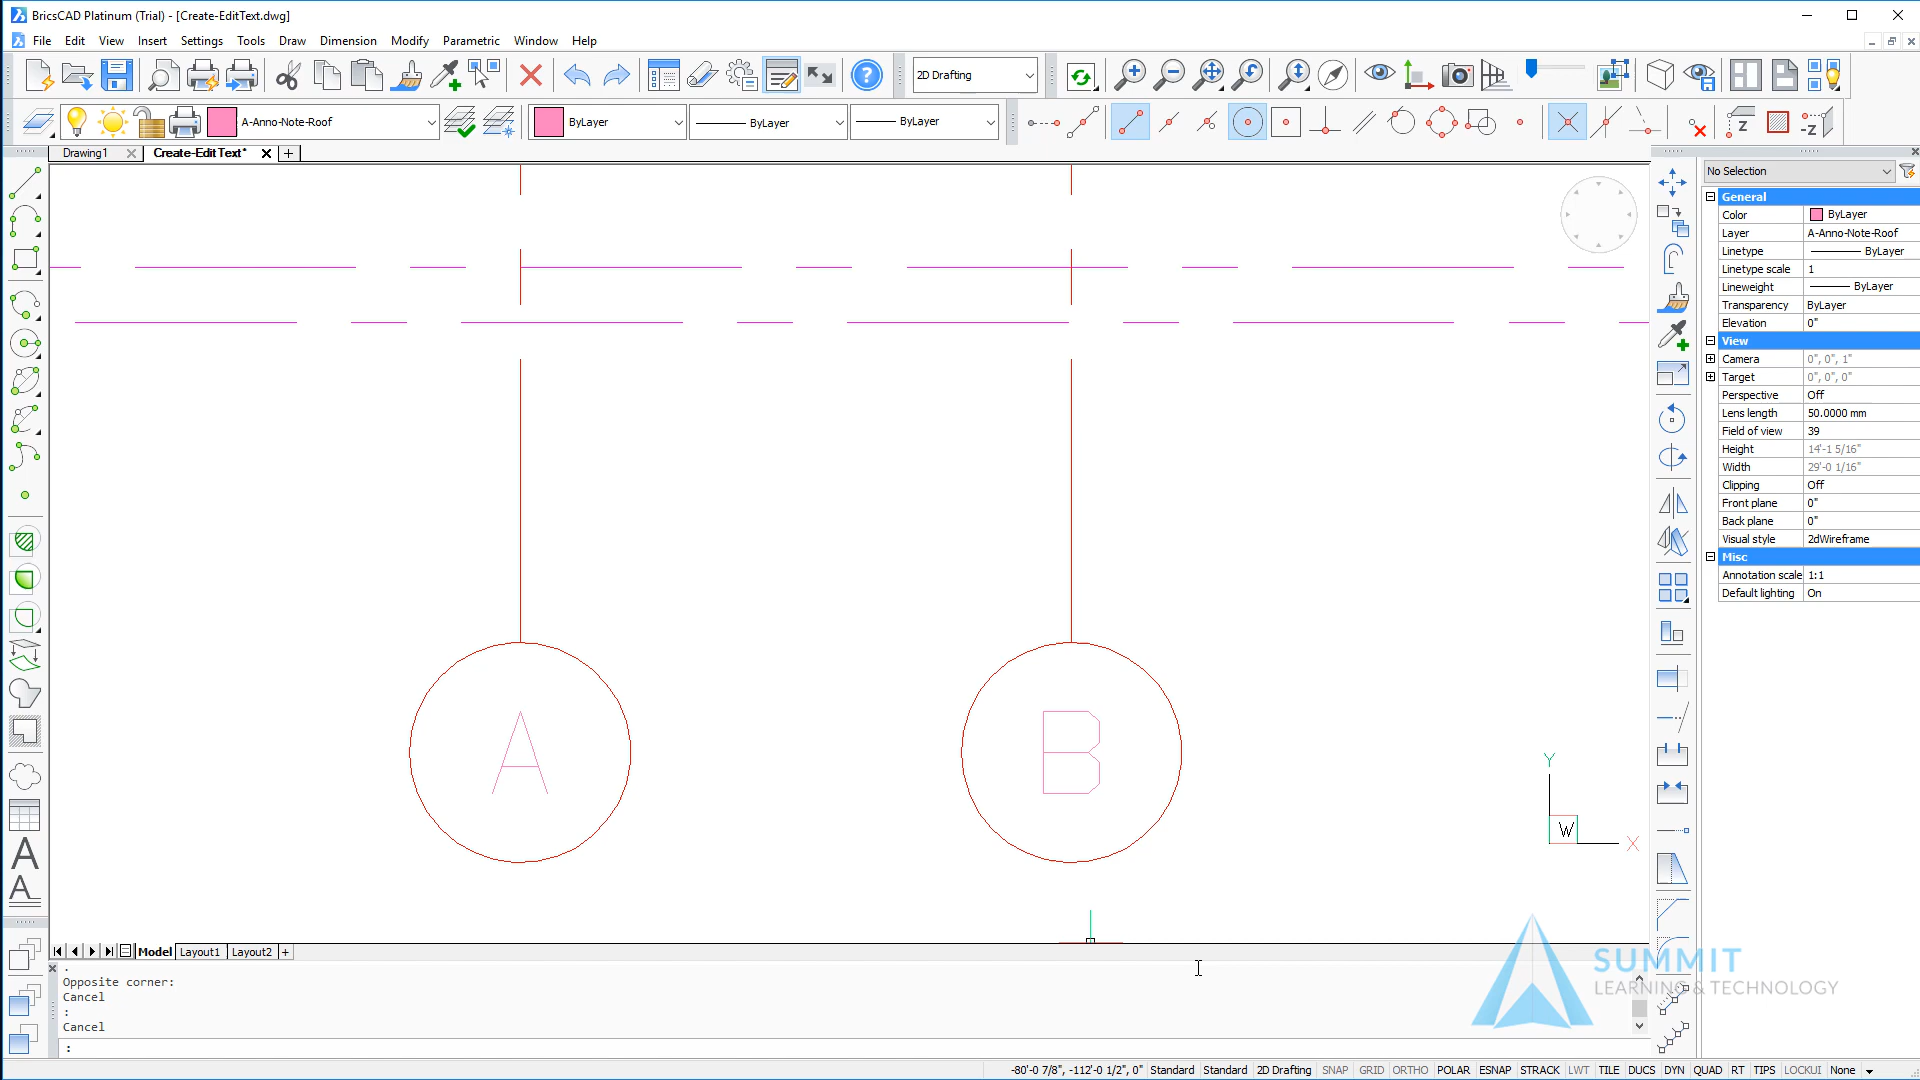 BricsCAD Platinum (Trial) - [Create-EditText.dwg]
File Edit View Insert Settings Tools Draw Dimension Modify Parametric Window Help
2D Drafting
A-Anno-Note-Roof ByLayer ByLayer ByLayer
Drawing1 Create-EditText*
No Selection
General
Color ByLayer
Layer A-Anno-Note-Roof
Linetype ByLayer
Linetype scale 1
Lineweight ByLayer
Transparency ByLayer
Elevation 0"
View
Camera 0", 0", 1"
Target 0", 0", 0"
Perspective Off
Lens length 50.0000 mm
Field of view 39
Height 14'-1 5/16"
Width 29'-0 1/16"
Clipping Off
Front plane 0"
Back plane 0"
Visual style 2dWireframe
Misc
Annotation scale 1:1
Default lighting On
A B
Y
W X
Model Layout1 Layout2
Opposite corner:
Cancel
:
Cancel
:
SUMMIT
LEARNING & TECHNOLOGY
-80'-0 7/8", -112'-0 1/2", 0" Standard Standard 2D Drafting SNAP GRID ORTHO POLAR ESNAP STRACK LWT TILE DUCS DYN QUAD RT TIPS LOCKUI None